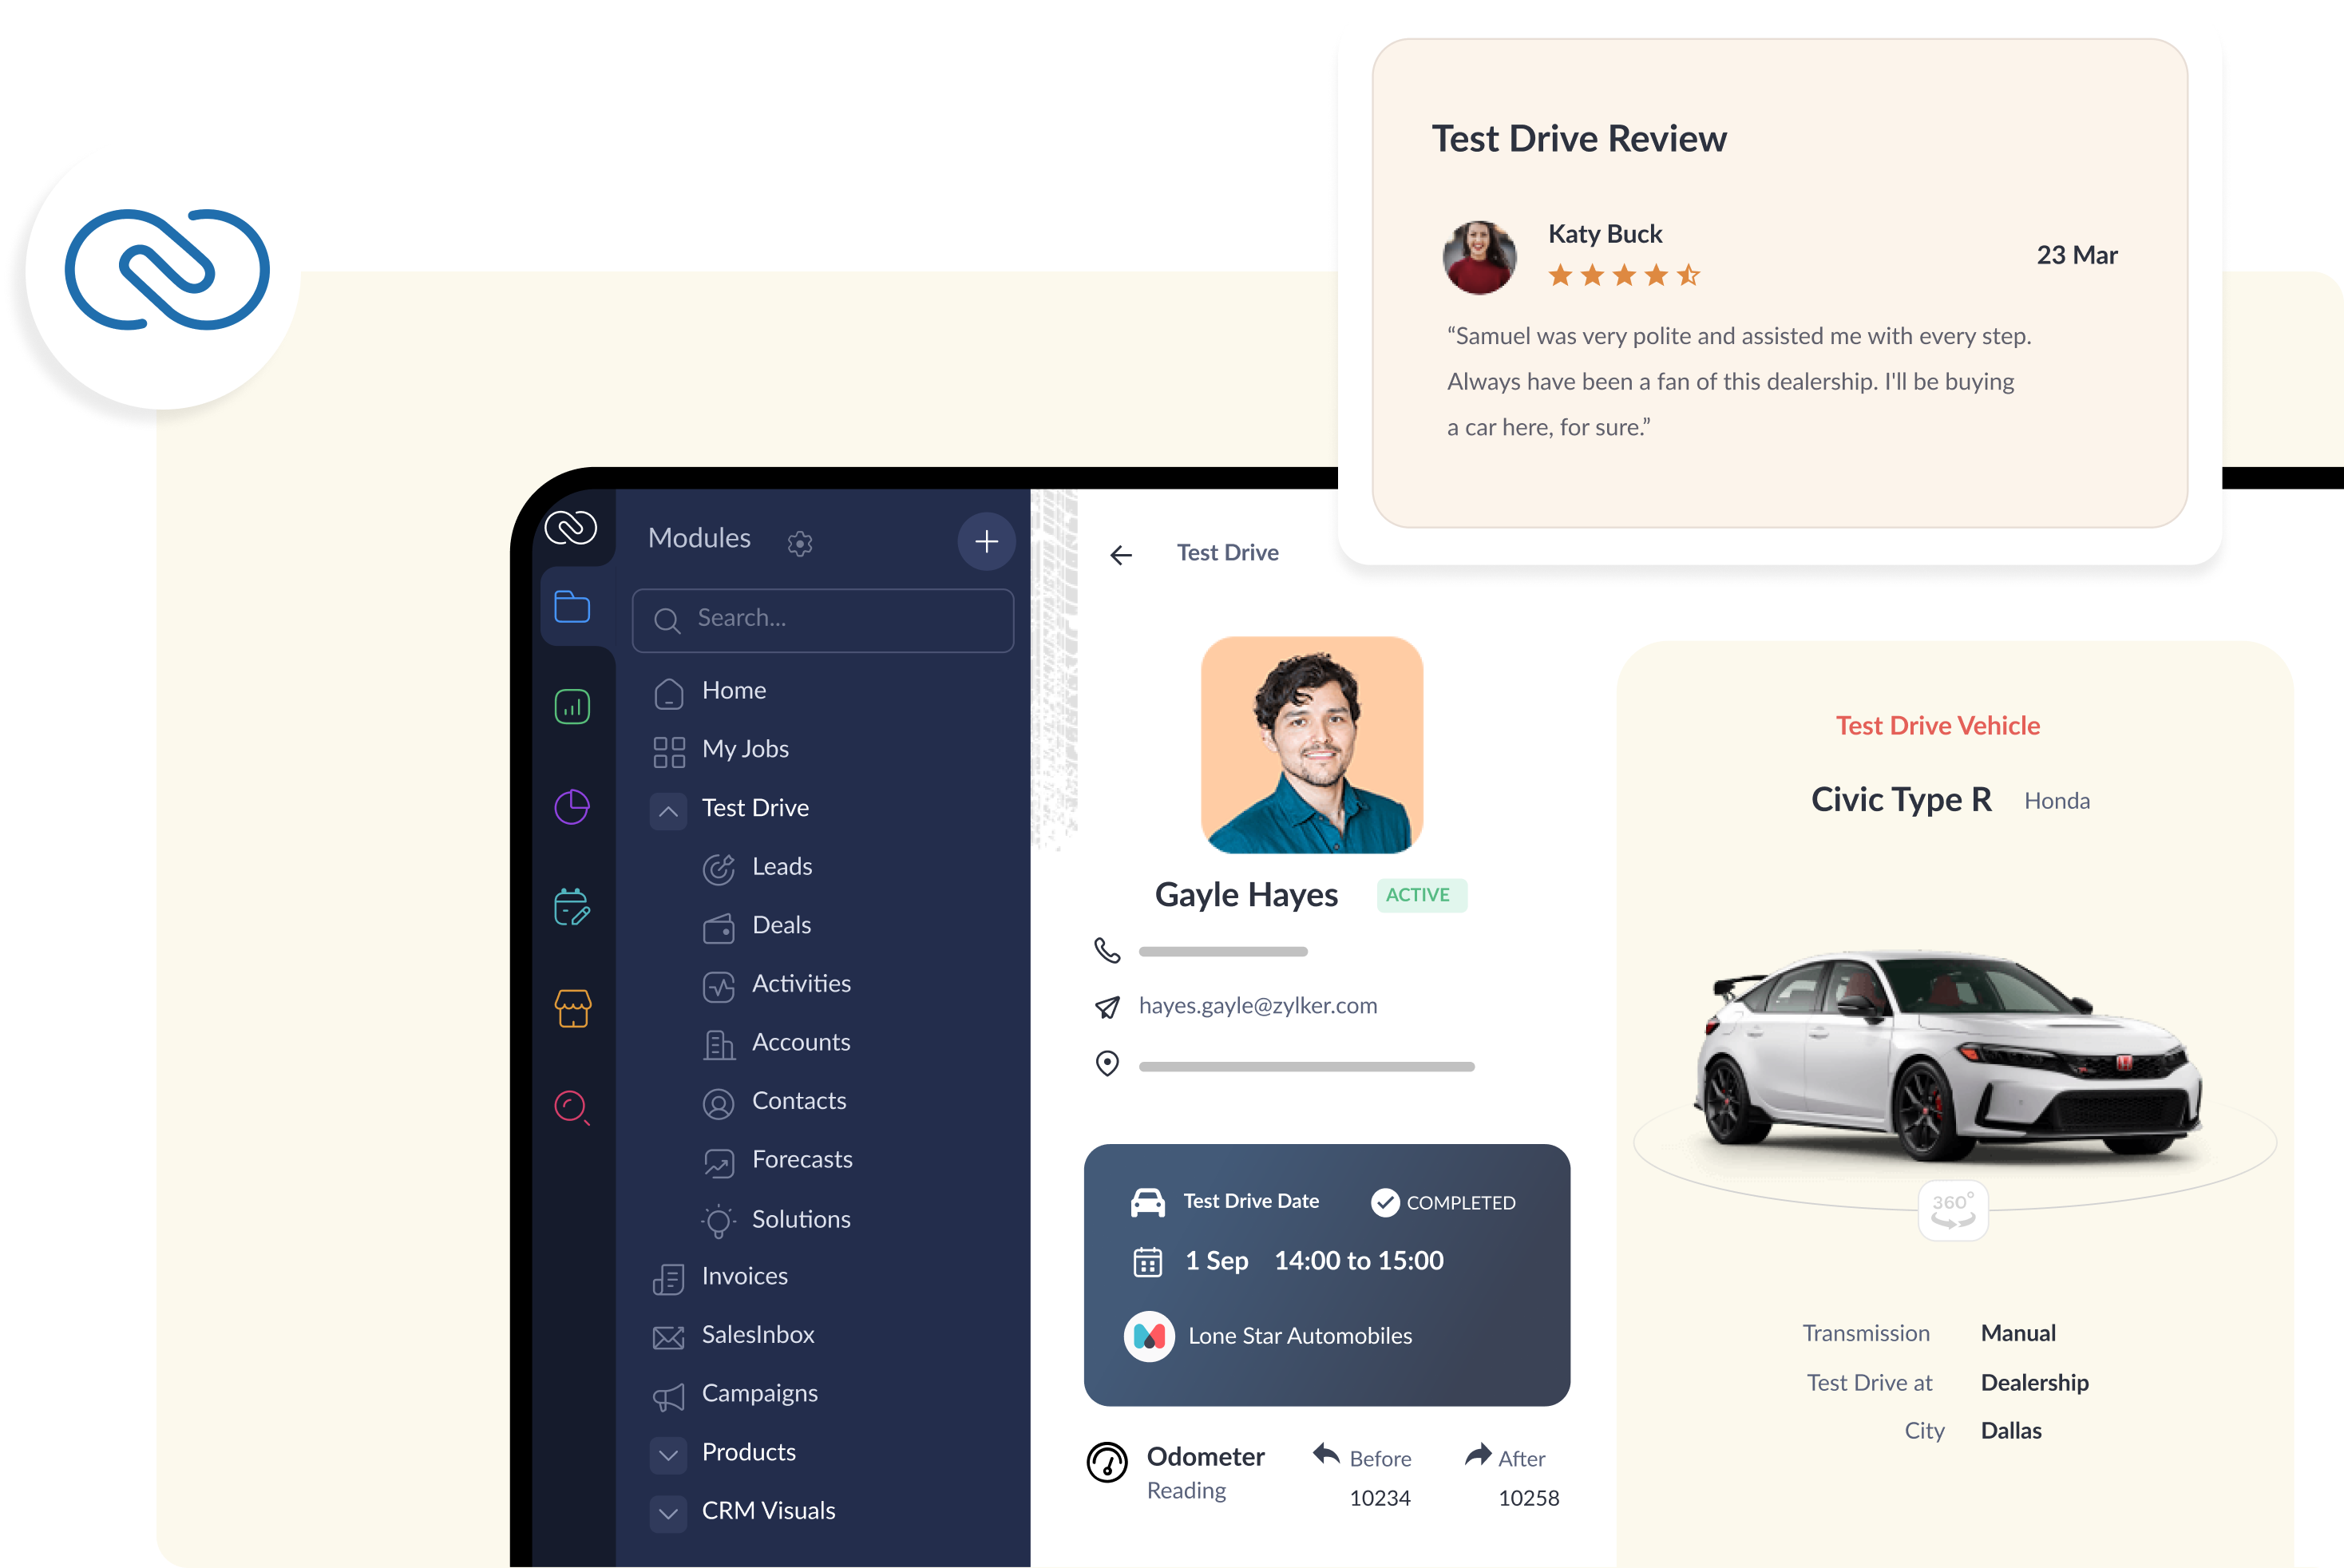 Test Drive Review
Katy Buck
23 Mar
“Samuel was very polite and assisted me with every step.
Always have been a fan of this dealership. I'll be buying
a car here, for sure.”
Modules
Search...
Home
My Jobs
Test Drive
Leads
Deals
Activities
Accounts
Contacts
Forecasts
Solutions
Invoices
SalesInbox
Campaigns
Products
CRM Visuals
Test Drive
Gayle Hayes ACTIVE
hayes.gayle@zylker.com
Test Drive Date COMPLETED
1 Sep 14:00 to 15:00
Lone Star Automobiles
Odometer Before After
Reading 10234 10258
Test Drive Vehicle
Civic Type R Honda
360°
Transmission Manual
Test Drive at Dealership
City Dallas